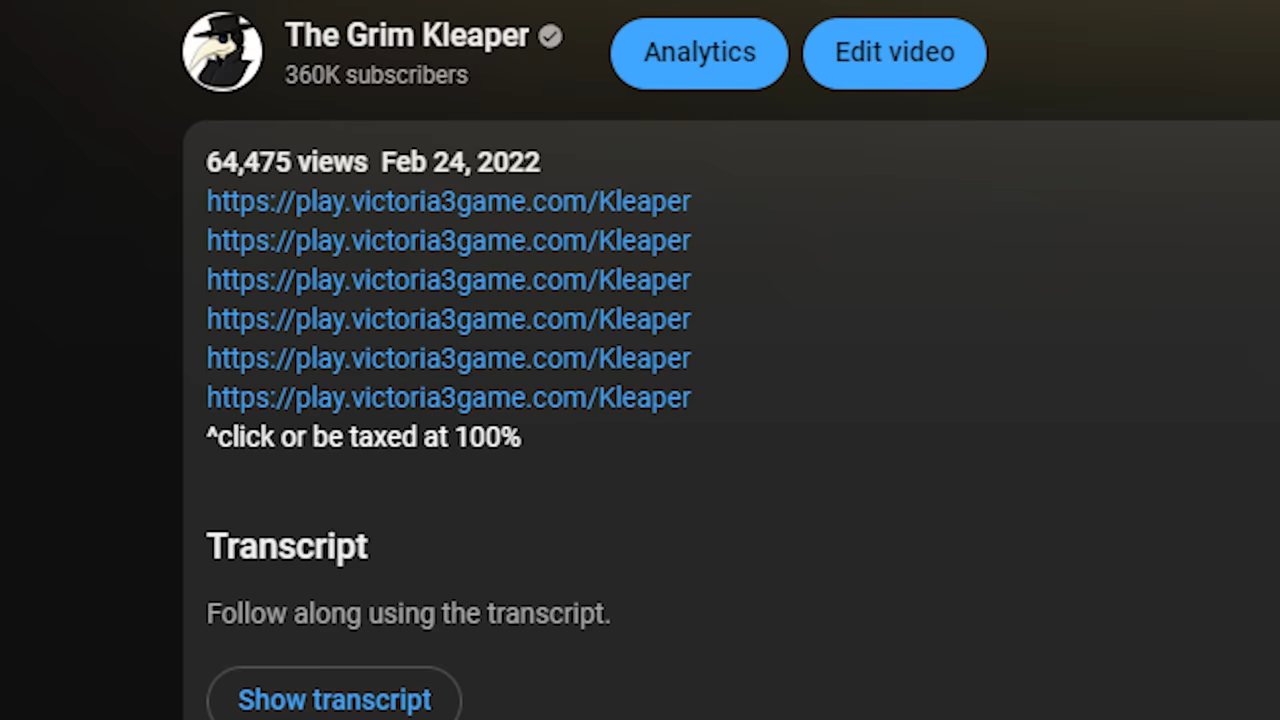 The Grim Kleaper
360K subscribers
Analytics
Edit video
64,475 views Feb 24, 2022
https://play.victoria3game.com/Kleaper
https://play.victoria3game.com/Kleaper
https://play.victoria3game.com/Kleaper
https://play.victoria3game.com/Kleaper
https://play.victoria3game.com/Kleaper
https://play.victoria3game.com/Kleaper
^click or be taxed at 100%
Transcript
Follow along using the transcript.
Show transcript